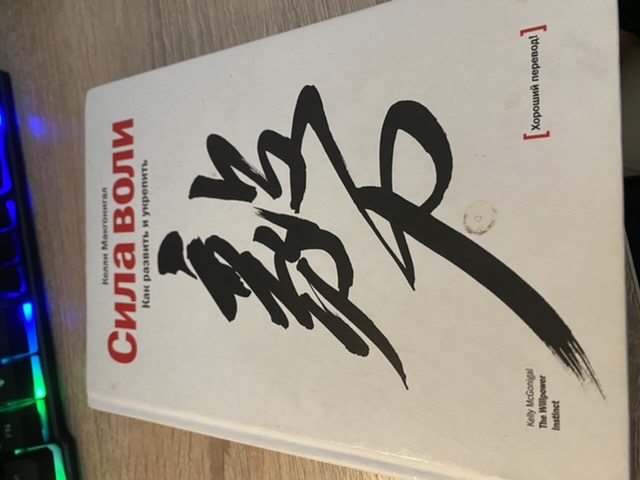 Келли Макгонигал
Сила воли
Как развить и укрепить
[Хороший перевод!]
Kelly McGonigal
The Willpower
Instinct